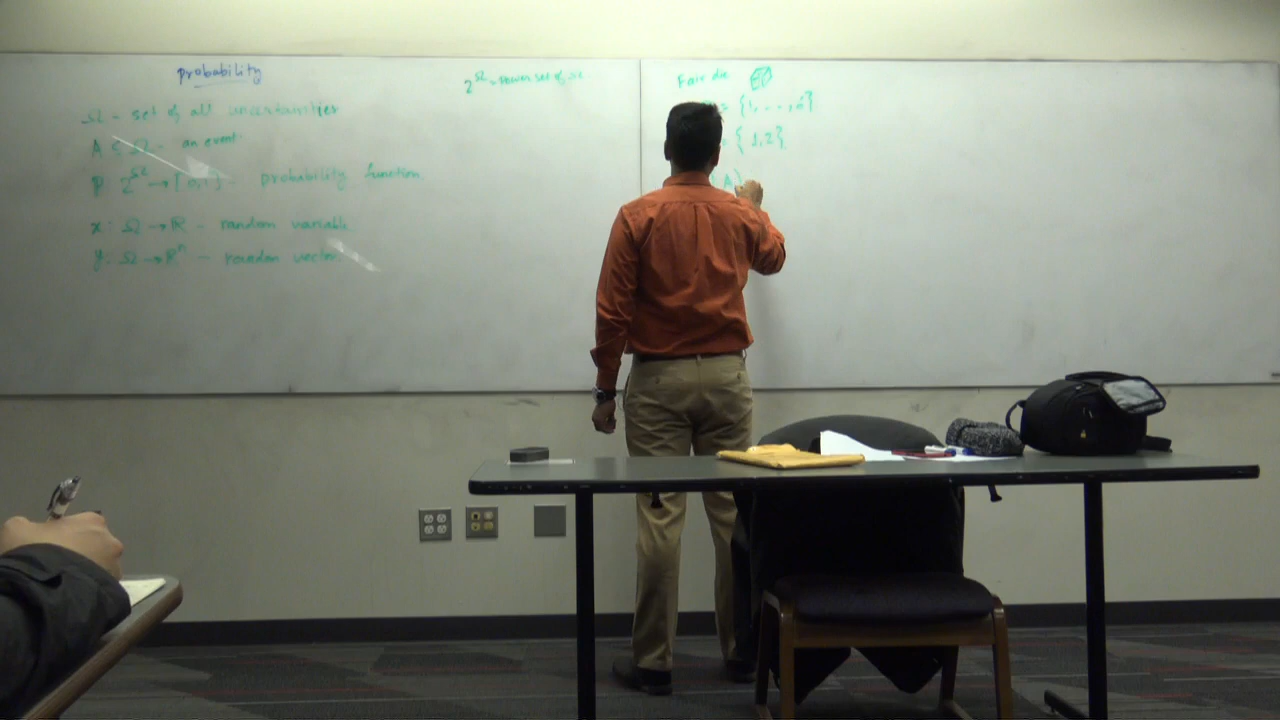 probability
Ω - set of all uncertainties
A ⊆ Ω - an event
P: 2^Ω → [0,1] - probability function.
x: Ω → ℝ - random variable
y: Ω → ℝ^n - random vector.
2^Ω = Power set of Ω
Fair die
= {1, --, 6}
= {1,2}
A)